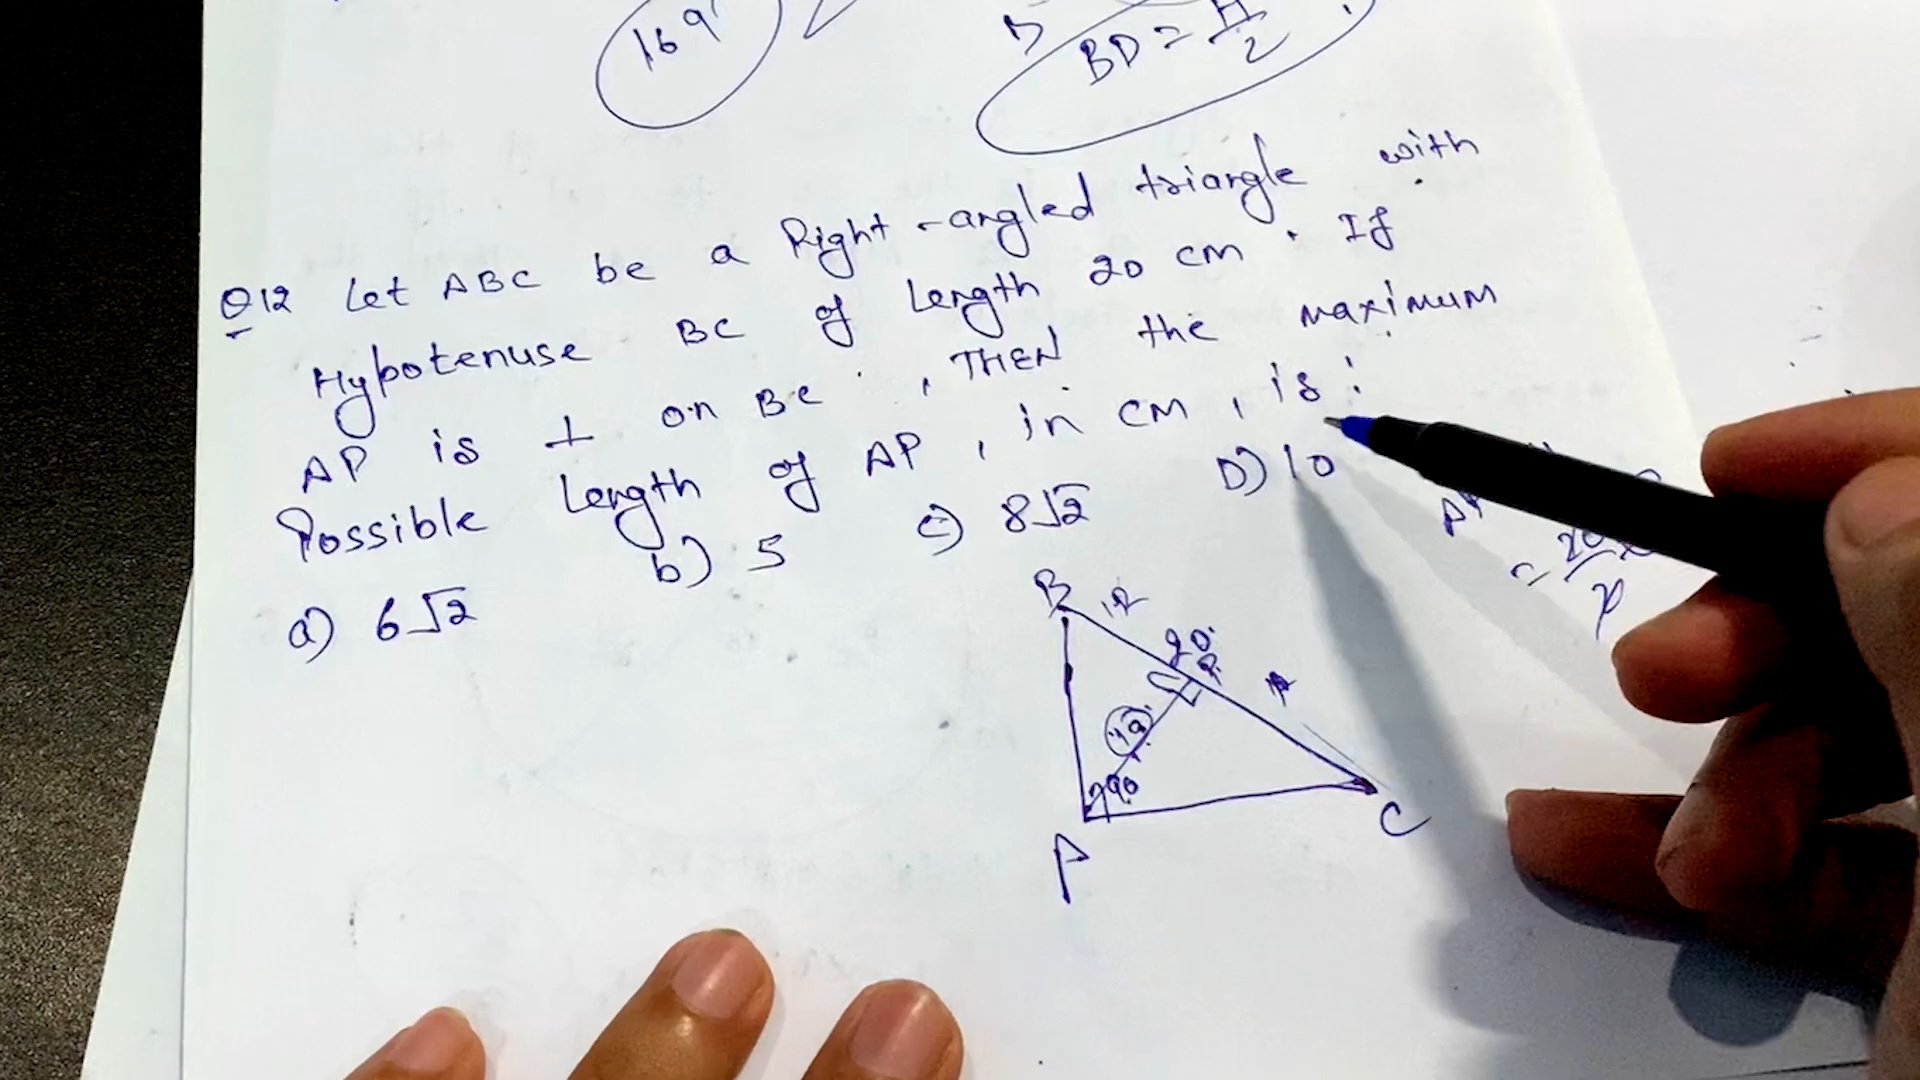 169
BD = H/2
Q12 Let ABC be a Right-angled triangle with
Hypotenuse BC of Length 20 cm. If
AP is ⊥ on BC, THEN the maximum
Possible Length of AP, in cm, is:
a) 6√2 b) 5 c) 8√2 D) 10
B
20
10
90
C